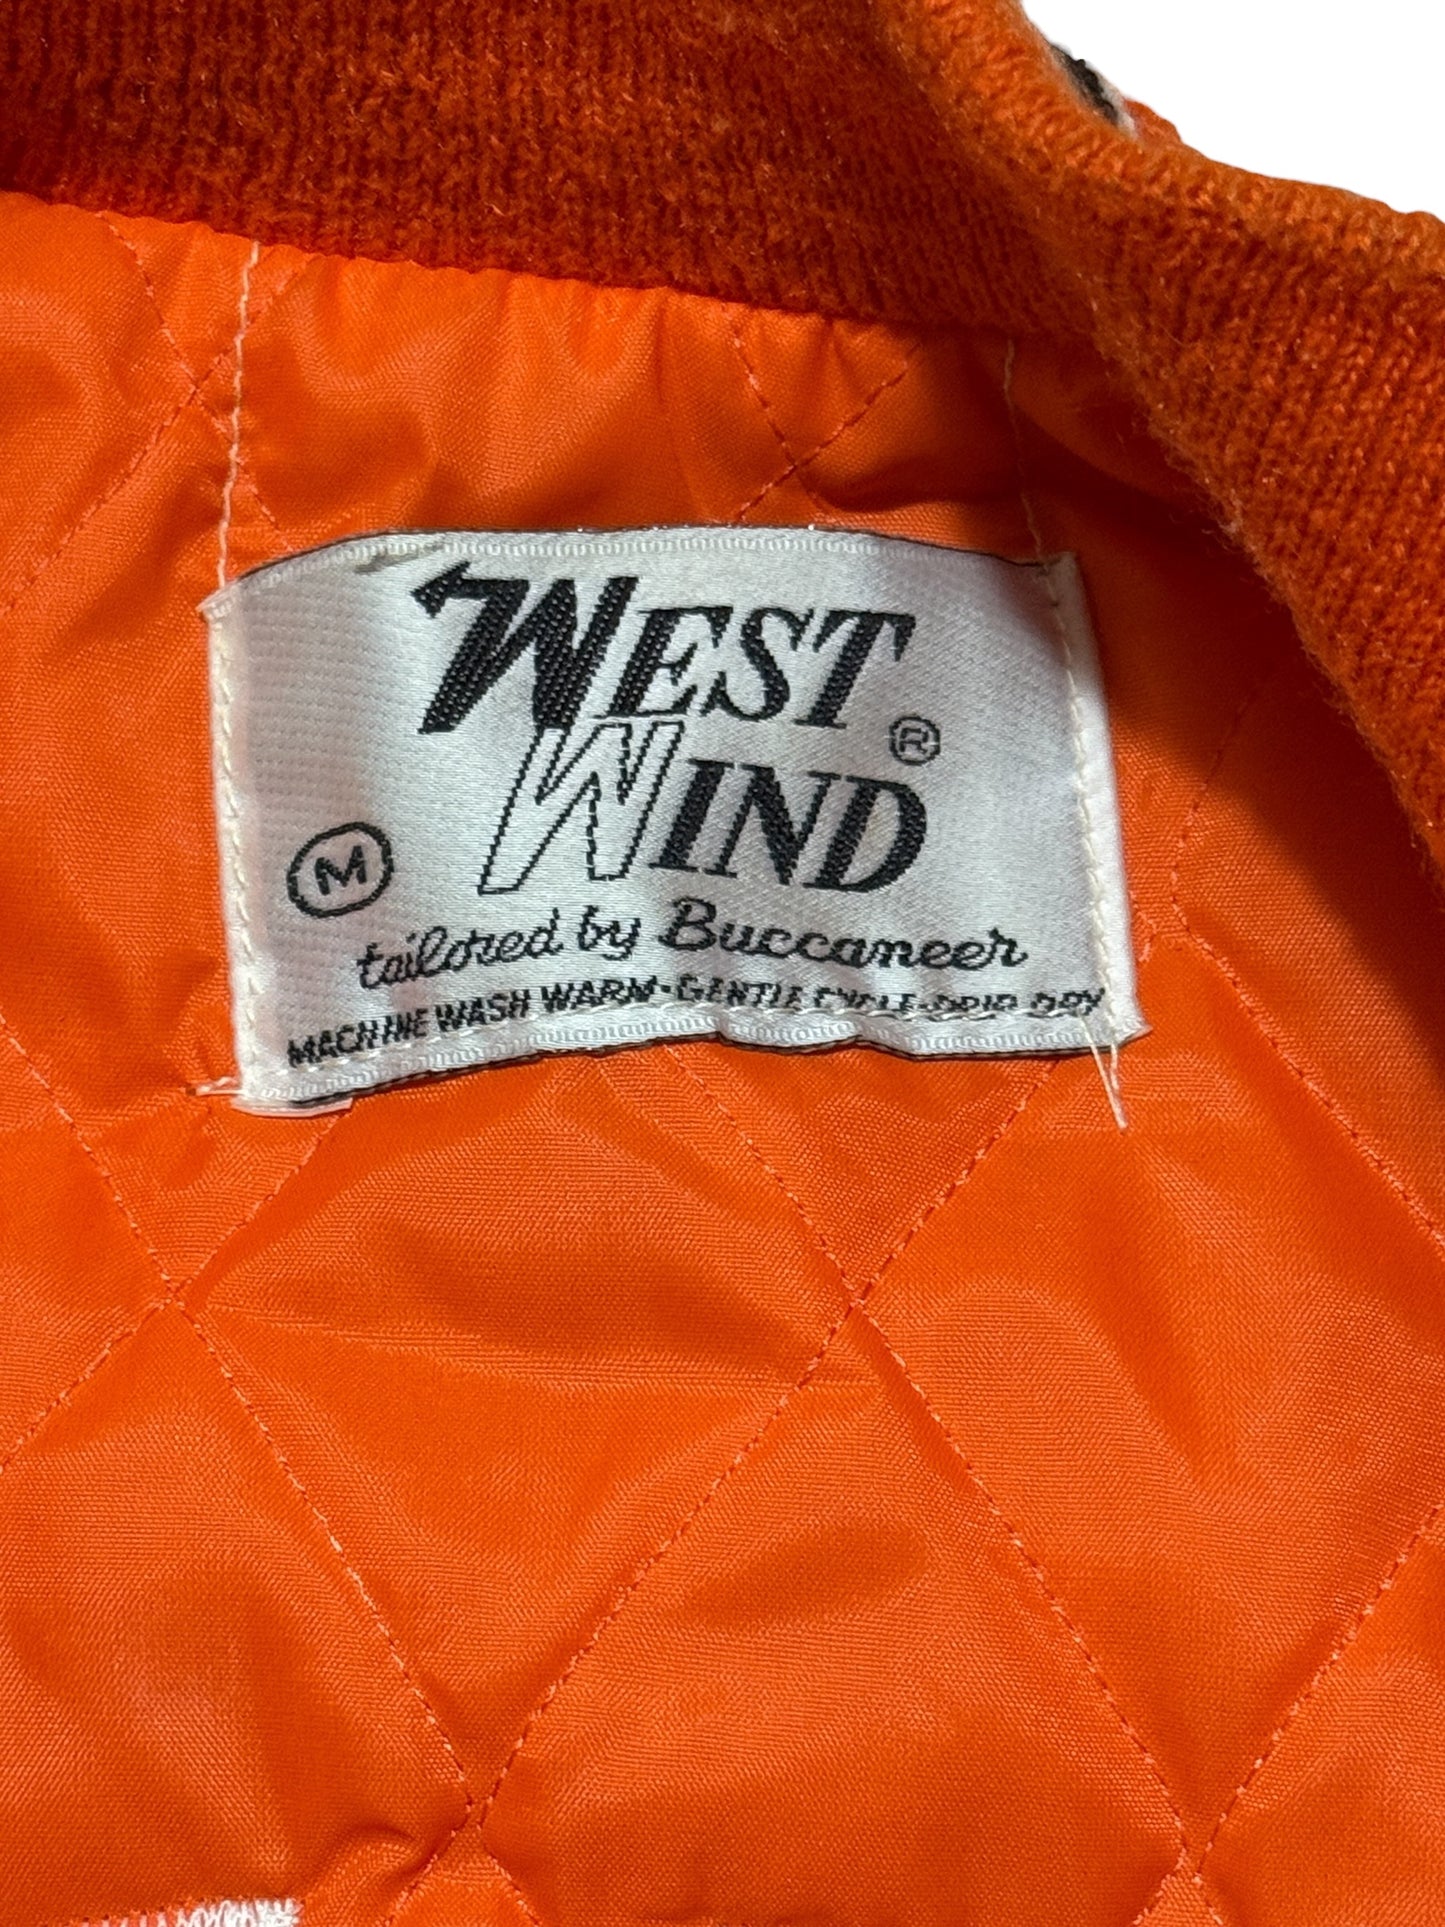 WEST
WIND ®
M
tailored by Buccaneer
MACHINE WASH WARM-GENTLE CYCLE-DRIP DRY